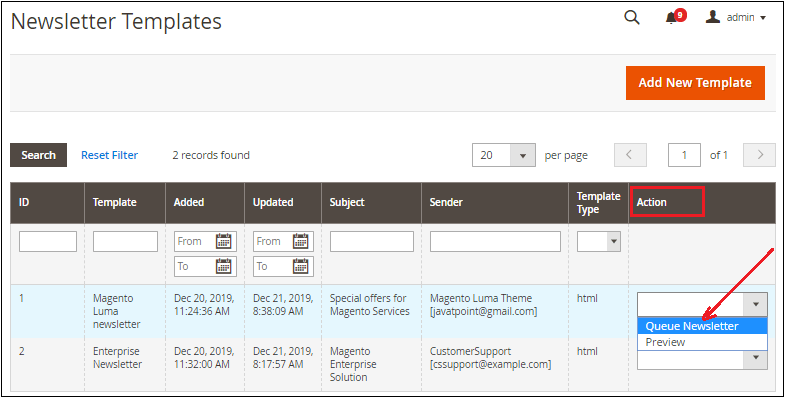 Newsletter Templates
9
admin
Add New Template
Search
Reset Filter
2 records found
20
per page
1
of 1
ID
Template
Added
Updated
Subject
Sender
Template
Type
Action
From
From
To
To
1
Magento
Luma
newsletter
Dec 20, 2019,
11:24:36 AM
Dec 21, 2019,
8:38:09 AM
Special offers for
Magento Services
Magento Luma Theme
[javatpoint@gmail.com]
html
Queue Newsletter
Preview
2
Enterprise
Newsletter
Dec 20, 2019,
11:32:00 AM
Dec 21, 2019,
8:17:57 AM
Magento
Enterprise
Solution
CustomerSupport
[cssupport@example.com]
html